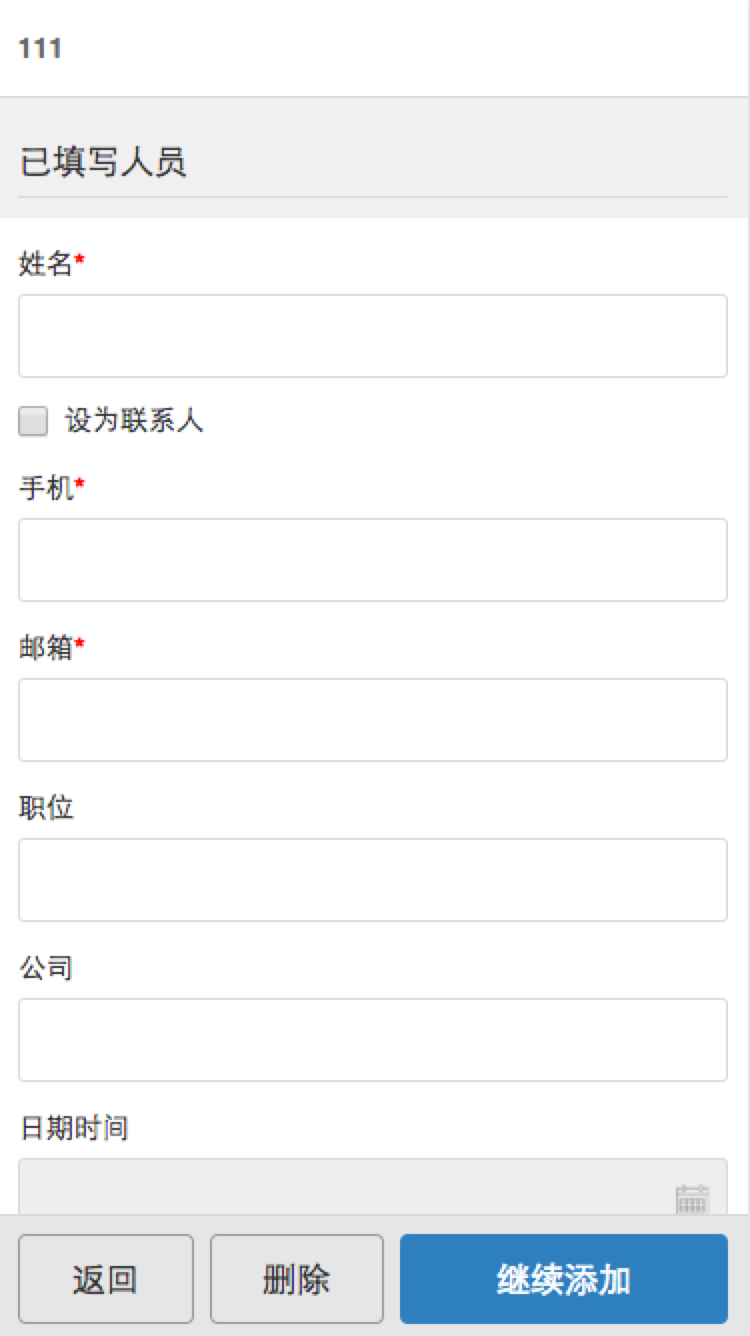 111
已填写人员
姓名*
设为联系人
手机*
邮箱*
职位
公司
日期时间
返回 删除 继续添加